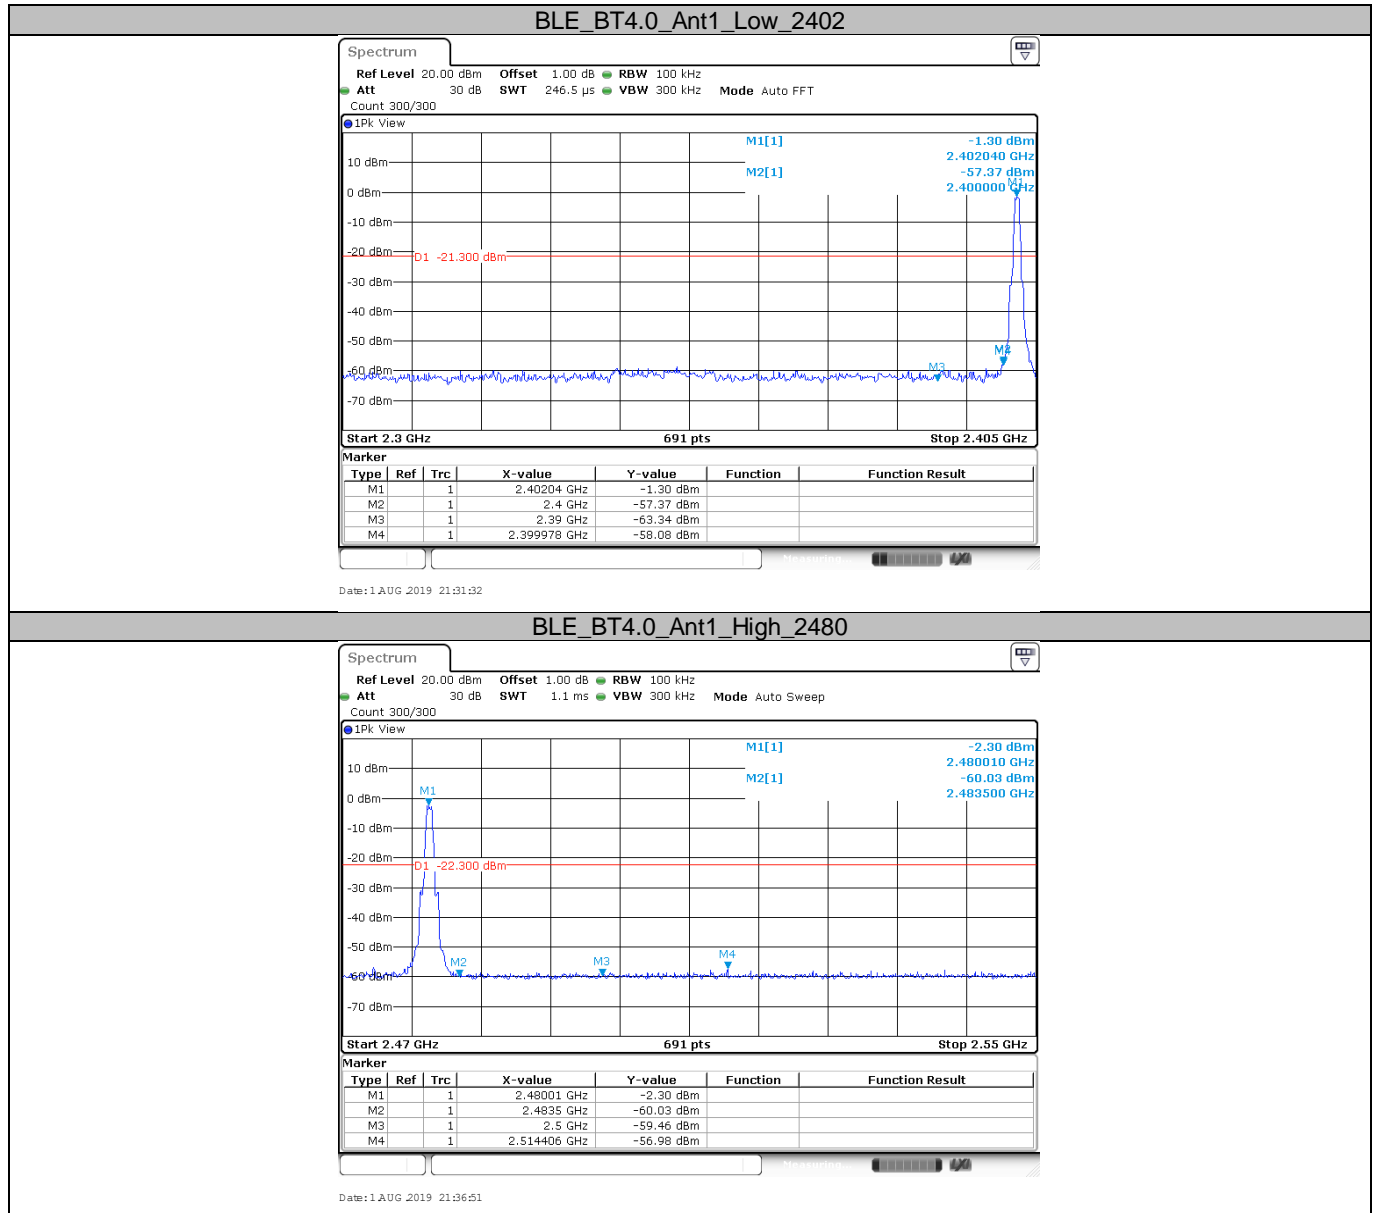 BLE_BT4.0_Ant1_Low_2402
Spectrum
Ref Level 20.00 dBm Offset 1.00 dB RBW 100 kHz
Att 30 dB SWT 246.5 µs VBW 300 kHz Mode Auto FFT
Count 300/300
1Pk View
M1[1] -1.30 dBm
2.402040 GHz
M2[1] -57.37 dBm
2.400000 GHz
M1
10 dBm
0 dBm
-10 dBm
-20 dBm
D1 -21.300 dBm
-30 dBm
-40 dBm
-50 dBm
M3
-60 dBm
-70 dBm
Start 2.3 GHz 691 pts Stop 2.405 GHz
Marker
Type Ref Trc X-value Y-value Function Function Result
M1 1 2.40204 GHz -1.30 dBm
M2 1 2.4 GHz -57.37 dBm
M3 1 2.39 GHz -63.34 dBm
M4 1 2.399978 GHz -58.08 dBm
Measuring...
LXI
Date: 1.AUG.2019 21:31:32
BLE_BT4.0_Ant1_High_2480
Spectrum
Ref Level 20.00 dBm Offset 1.00 dB RBW 100 kHz
Att 30 dB SWT 1.1 ms VBW 300 kHz Mode Auto Sweep
Count 300/300
1Pk View
M1[1] -2.30 dBm
2.480010 GHz
M2[1] -60.03 dBm
2.483500 GHz
10 dBm
M1
0 dBm
-10 dBm
-20 dBm
D1 -22.300 dBm
-30 dBm
-40 dBm
-50 dBm
M2 M3 M4
-60 dBm
-70 dBm
Start 2.47 GHz 691 pts Stop 2.55 GHz
Marker
Type Ref Trc X-value Y-value Function Function Result
M1 1 2.48001 GHz -2.30 dBm
M2 1 2.4835 GHz -60.03 dBm
M3 1 2.5 GHz -59.46 dBm
M4 1 2.514406 GHz -56.98 dBm
Measuring...
LXI
Date: 1.AUG.2019 21:36:51